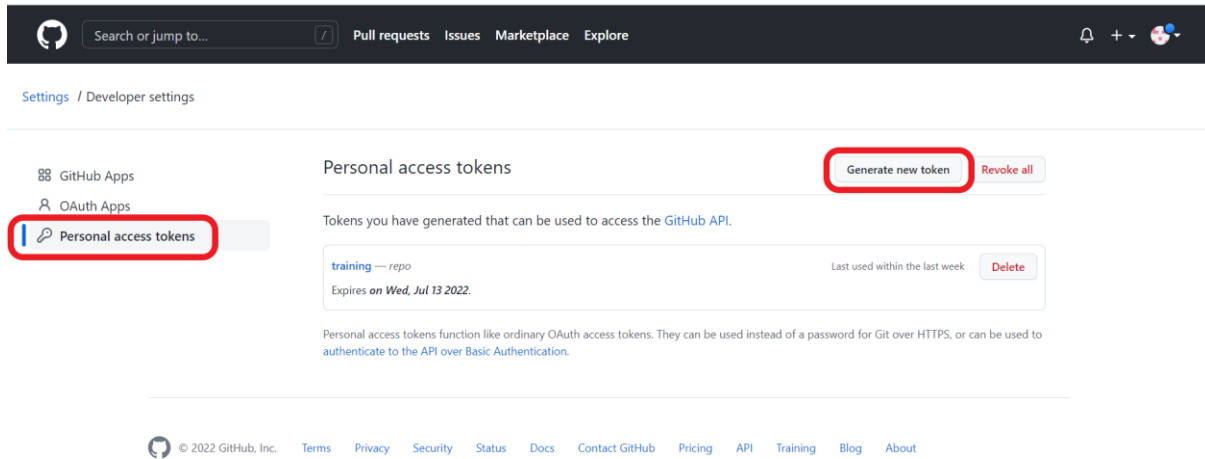 Search or jump to... /
Pull requests Issues Marketplace Explore
Settings / Developer settings
GitHub Apps
OAuth Apps
Personal access tokens
Personal access tokens
Generate new token Revoke all
Tokens you have generated that can be used to access the GitHub API.
training — repo Last used within the last week Delete
Expires on Wed, Jul 13 2022.
Personal access tokens function like ordinary OAuth access tokens. They can be used instead of a password for Git over HTTPS, or can be used to
authenticate to the API over Basic Authentication.
© 2022 GitHub, Inc. Terms Privacy Security Status Docs Contact GitHub Pricing API Training Blog About